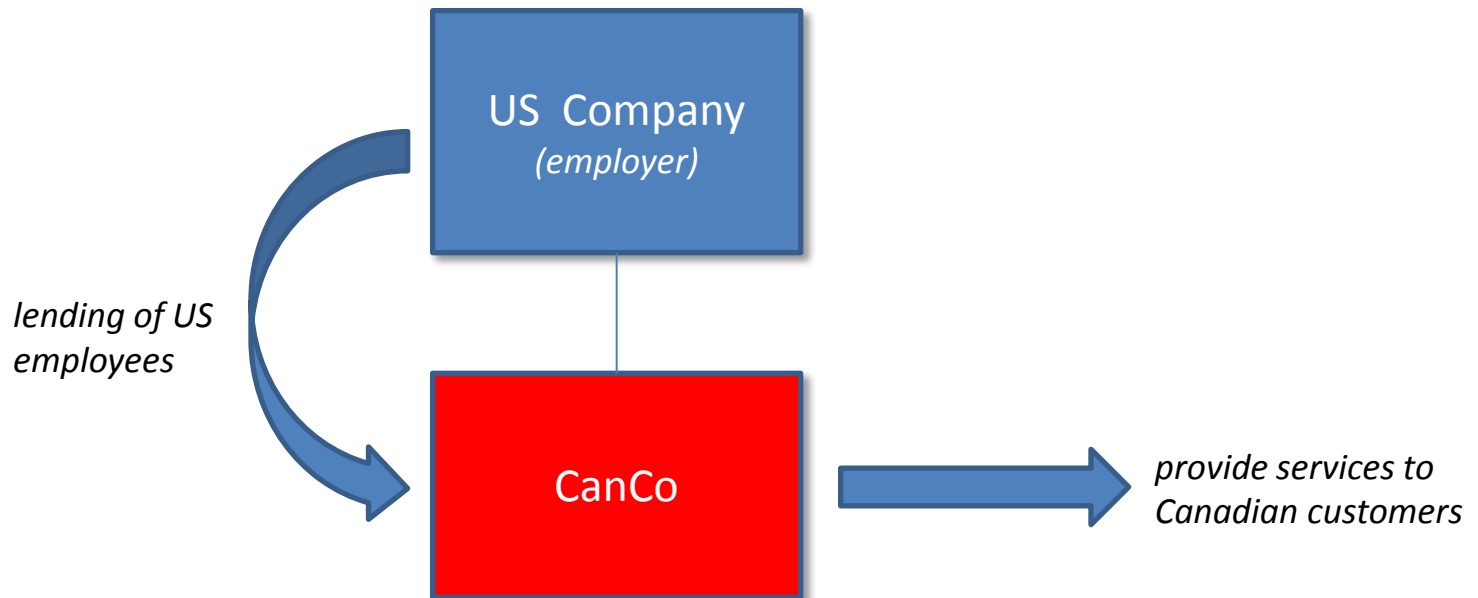 US Company
(employer)
lending of US
employees
CanCo
provide services to
Canadian customers